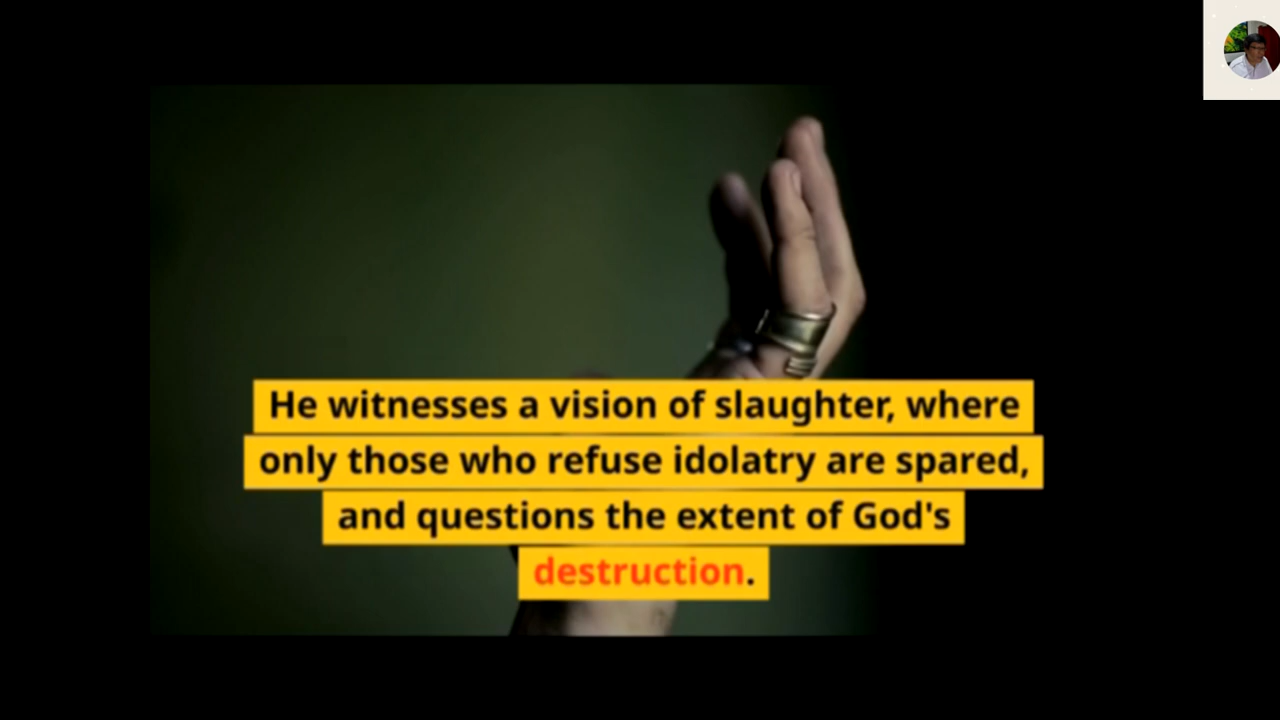 He witnesses a vision of slaughter, where
only those who refuse idolatry are spared,
and questions the extent of God's
destruction.